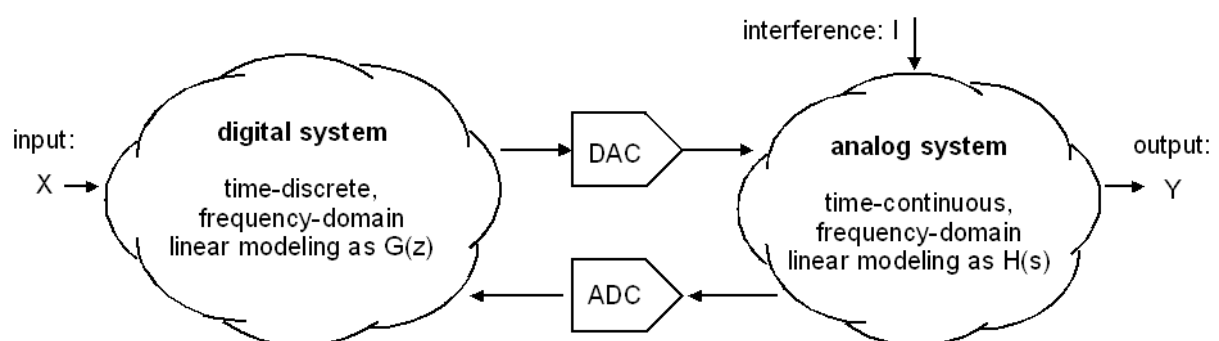 interference: I
digital system
input:
X
time-discrete,
frequency-domain
linear modeling as G(z)
DAC
ADC
analog system
time-continuous,
frequency-domain
linear modeling as H(s)
output:
Y